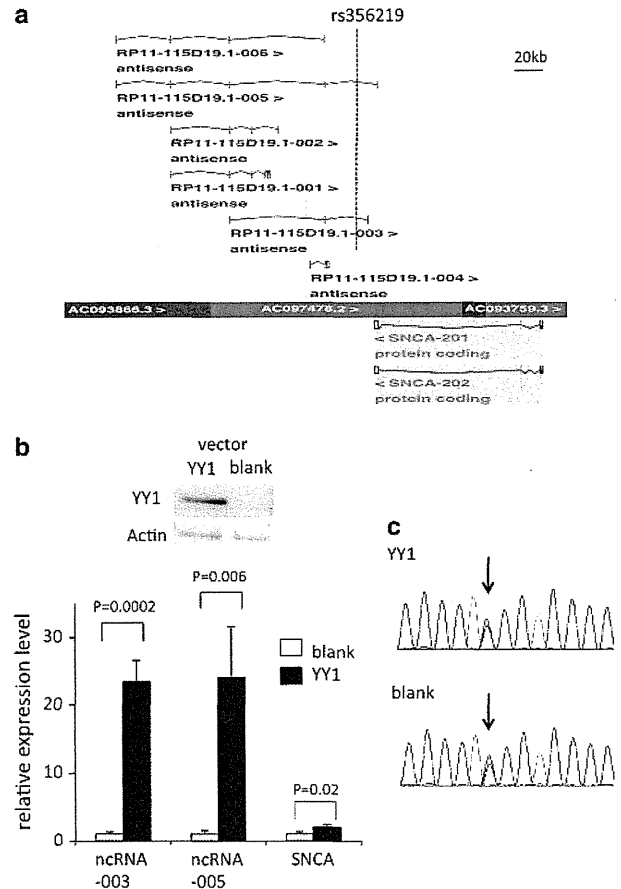 a
rs356219
20kb
RP11-115D19.1-006 >
antisense
RP11-115D19.1-005 >
antisense
RP11-115D19.1-002 >
antisense
RP11-115D19.1-001 >
antisense
RP11-115D19.1-003 >
antisense
RP11-115D19.1-004 >
antisense
AC093866.3 > AC097478.2 > AC093759.3 >
< SNCA-201
protein coding
< SNCA-202
protein coding
b
vector
YY1 blank
YY1
Actin
P=0.0002
P=0.006
P=0.02
blank
YY1
relative expression level
30
20
10
0
ncRNA
-003
ncRNA
-005
SNCA
c
YY1
blank